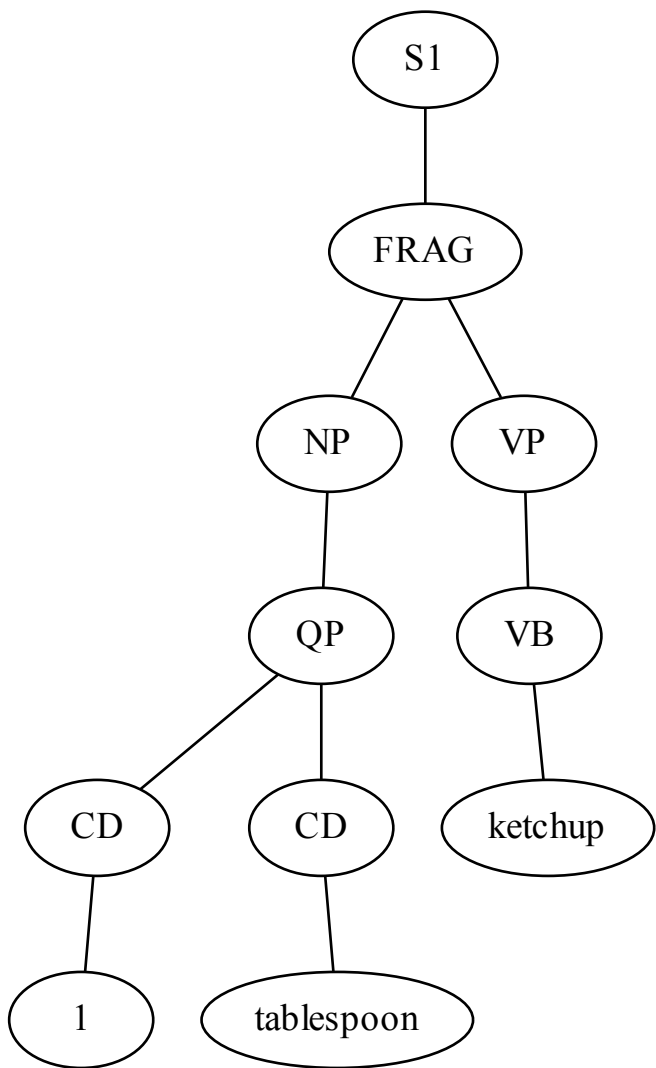 S1
FRAG
NP VP
QP VB
CD CD ketchup
1 tablespoon